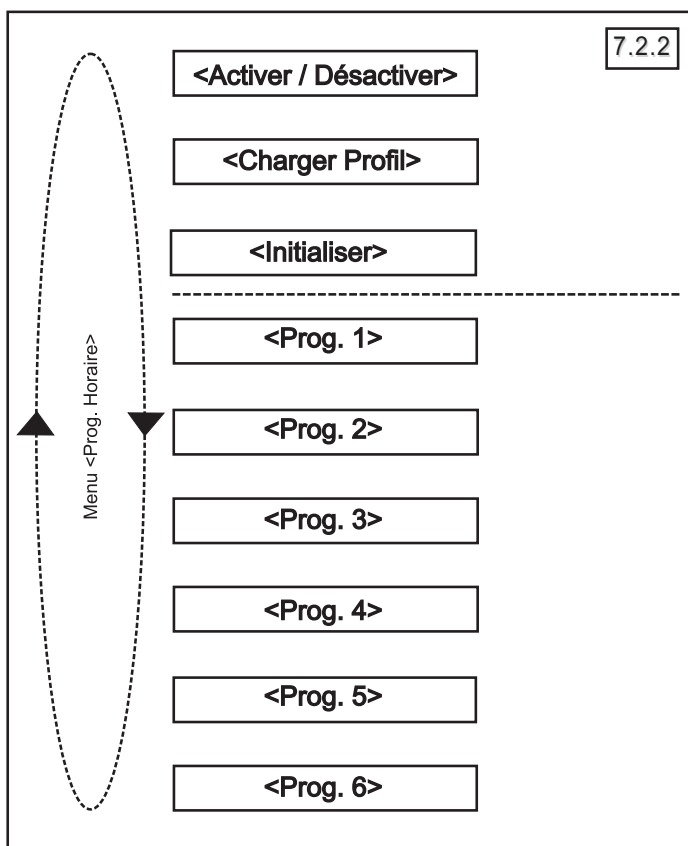 7.2.2
<Activer / Désactiver>
<Charger Profil>
<Initialiser>
Menu <Prog. Horaire>
<Prog. 1>
<Prog. 2>
<Prog. 3>
<Prog. 4>
<Prog. 5>
<Prog. 6>